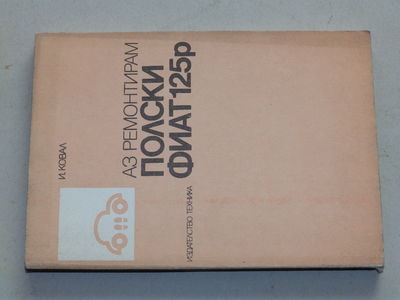 И. КОВАЛ
АЗ РЕМОНТИРАМ
ПОЛСКИ
ФИАТ 125р
ИЗДАТЕЛСТВО ТЕХНИКА